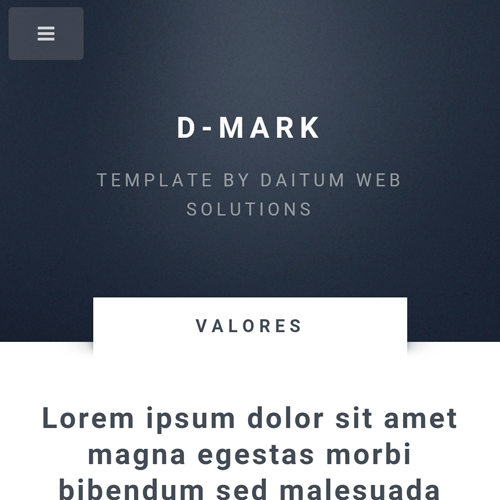 D-MARK
TEMPLATE BY DAITUM WEB
SOLUTIONS
VALORES
Lorem ipsum dolor sit amet
magna egestas morbi
bibendum sed malesuada